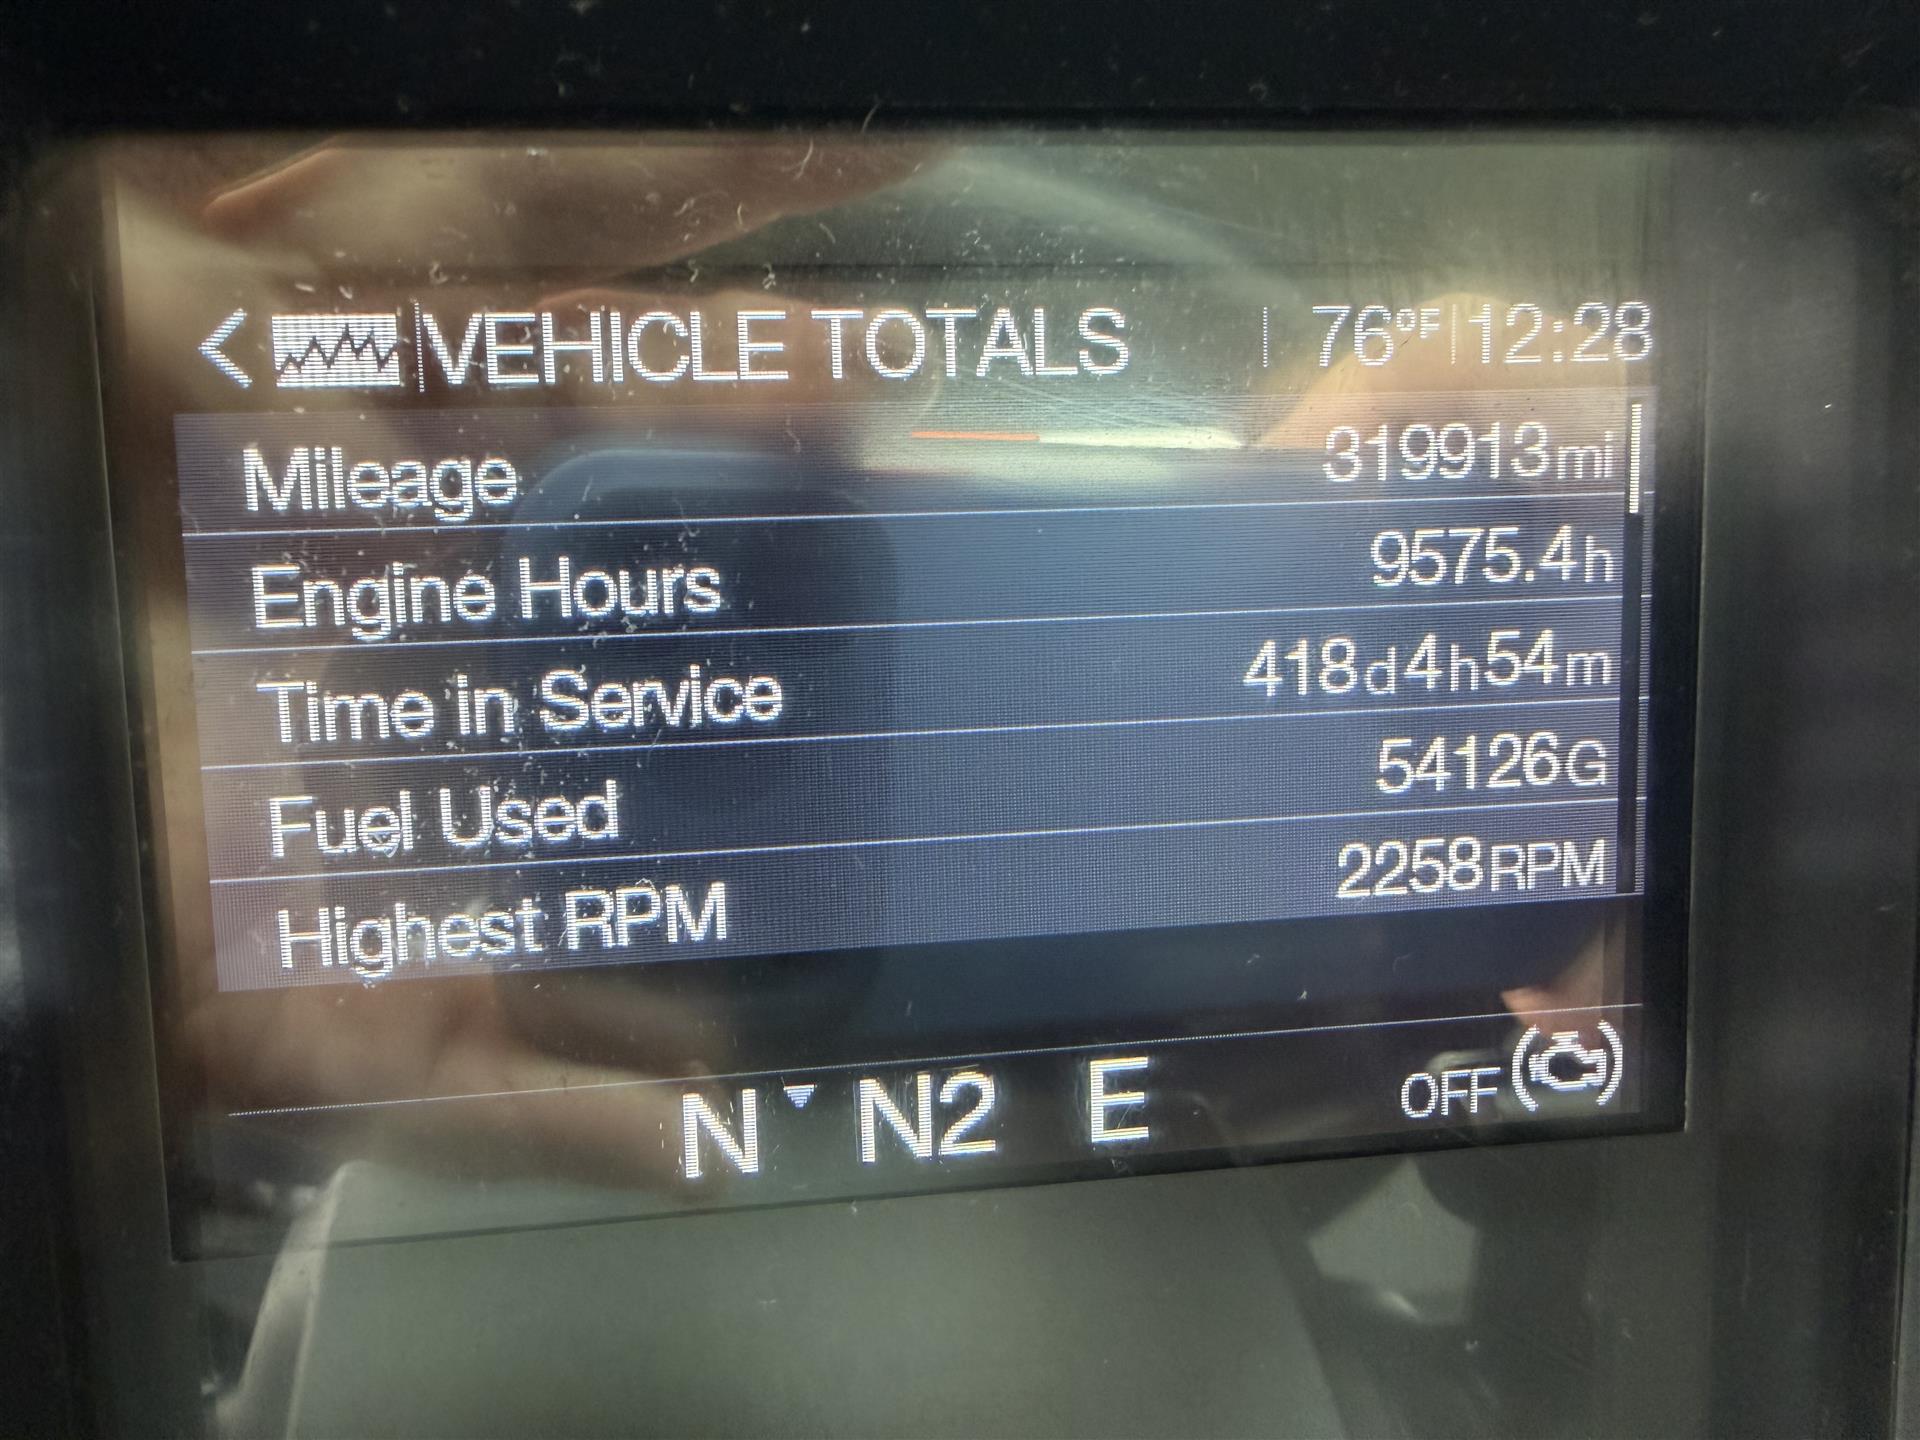 VEHICLE TOTALS 76°F 12:28
Mileage 319913mi
Engine Hours 9575.4h
Time in Service 418d4h54m
Fuel Used 54126G
Highest RPM 2258RPM
N N2 E OFF